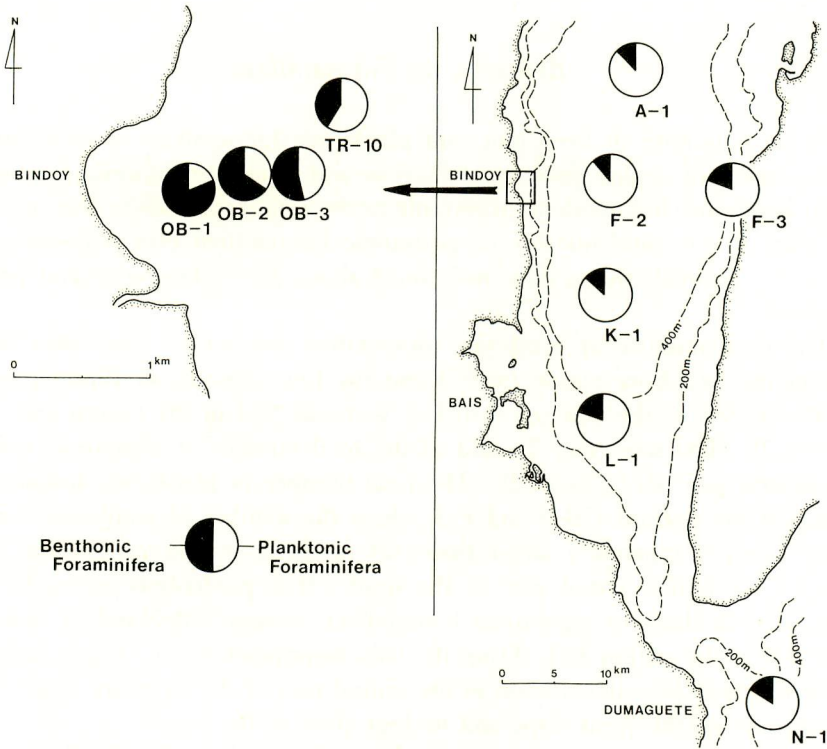 N
TR-10
BINDOY
OB-1
OB-2
OB-3
0 1 km
Benthonic Foraminifera
Planktonic Foraminifera
N
A-1
BINDOY
F-2
F-3
K-1
400m
200m
BAIS
L-1
0 5 10 km
200m
400m
DUMAGUETE
N-1